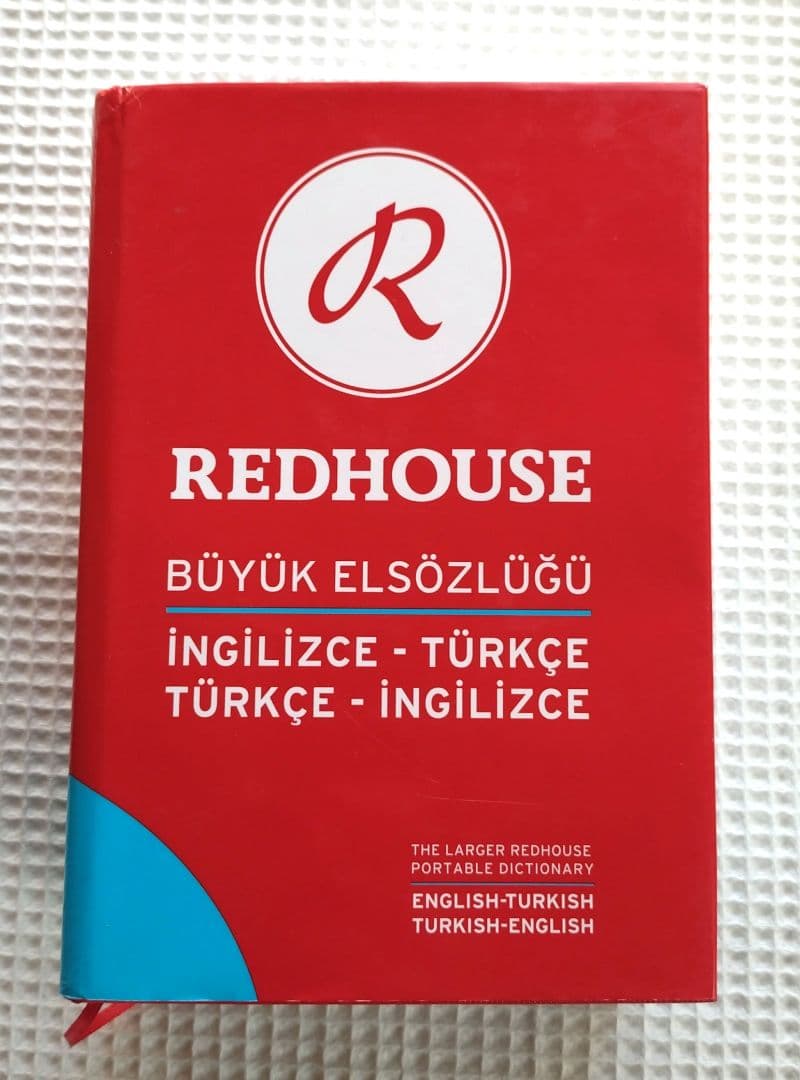 R
REDHOUSE
BÜYÜK ELSÖZLÜĞÜ
İNGİLİZCE - TÜRKÇE
TÜRKÇE - İNGİLİZCE
THE LARGER REDHOUSE
PORTABLE DICTIONARY
ENGLISH-TURKISH
TURKISH-ENGLISH